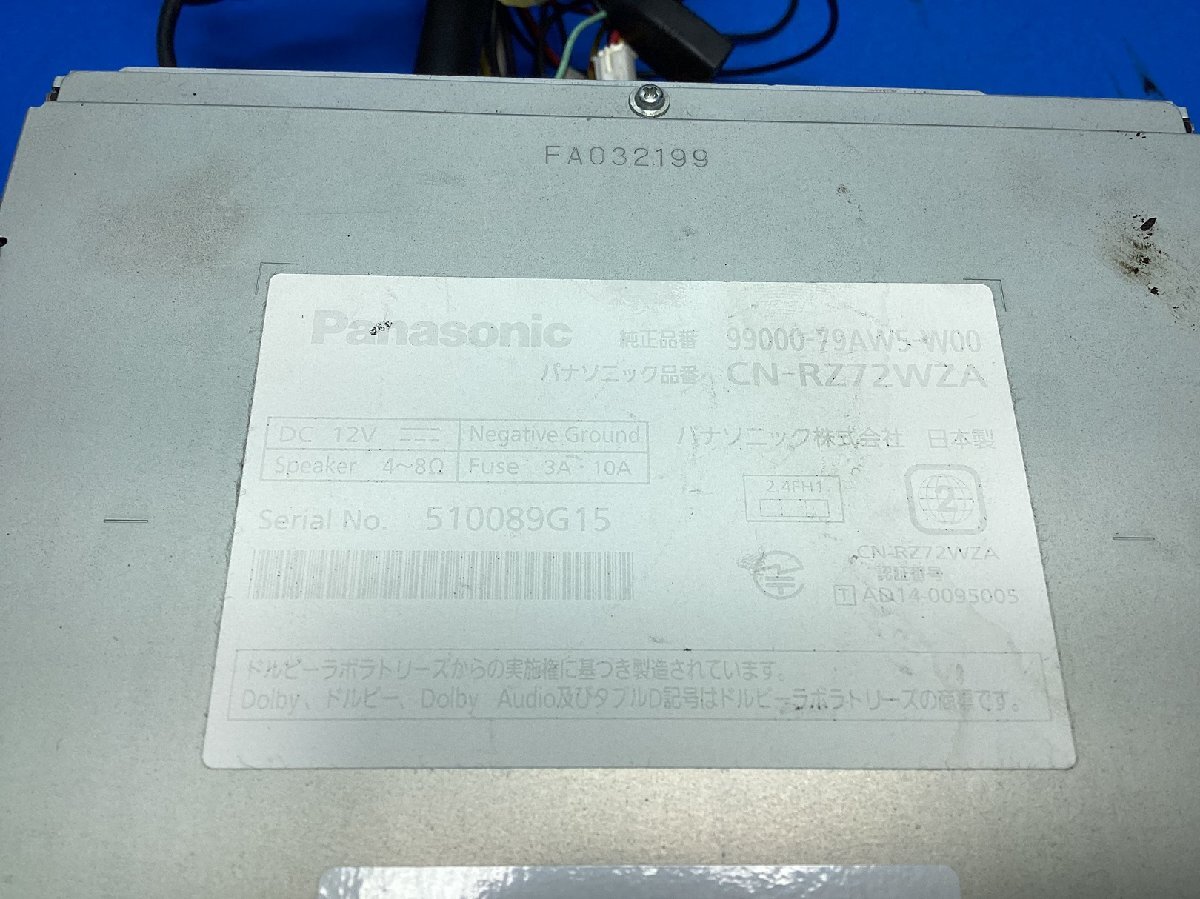 FA032199
Panasonic 純正品番 99000-79AW5-W00
パナソニック品番 CN-RZ72WZA
DC 12V Negative Ground パナソニック株式会社 日本製
Speaker 4~8Ω Fuse 3A・10A
2.4FH1 2
Serial No. 510089G15
CN-RZ72WZA
認証番号
T AD14-0095005
ドルビーラボラトリーズからの実施権に基づき製造されています。
Dolby、ドルビー、Dolby Audio及びダブルD記号はドルビーラボラトリーズの商標です。